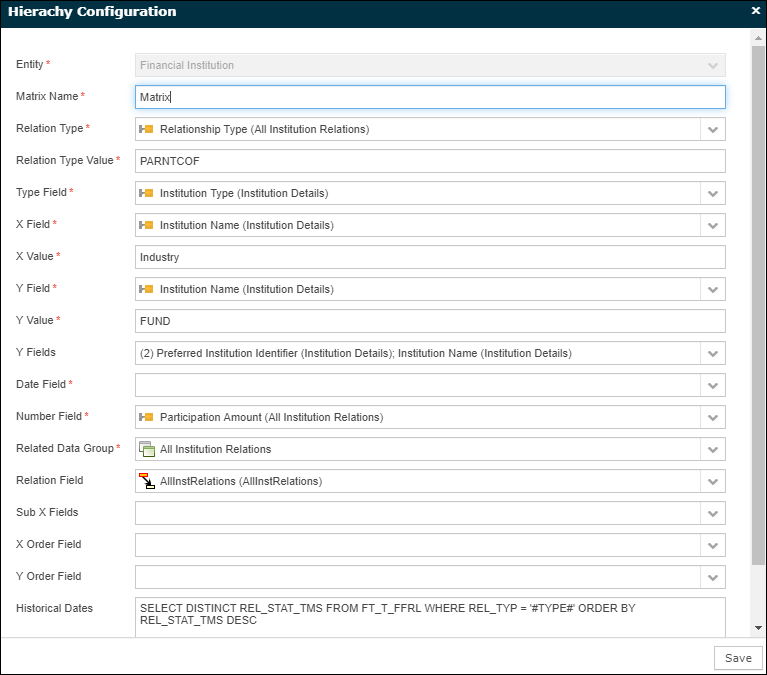 Hierachy Configuration
Entity *
Financial Institution
Matrix Name *
Matrix
Relation Type *
Relationship Type (All Institution Relations)
Relation Type Value *
PARNTCOF
Type Field *
Institution Type (Institution Details)
X Field *
Institution Name (Institution Details)
X Value *
Industry
Y Field *
Institution Name (Institution Details)
Y Value *
FUND
Y Fields
(2) Preferred Institution Identifier (Institution Details); Institution Name (Institution Details)
Date Field *
Number Field *
Participation Amount (All Institution Relations)
Related Data Group *
All Institution Relations
Relation Field
AllInstRelations (AllInstRelations)
Sub X Fields
X Order Field
Y Order Field
Historical Dates
SELECT DISTINCT REL_STAT_TMS FROM FT_T_FFRL WHERE REL_TYP = '#TYPE#' ORDER BY
REL_STAT_TMS DESC
Save